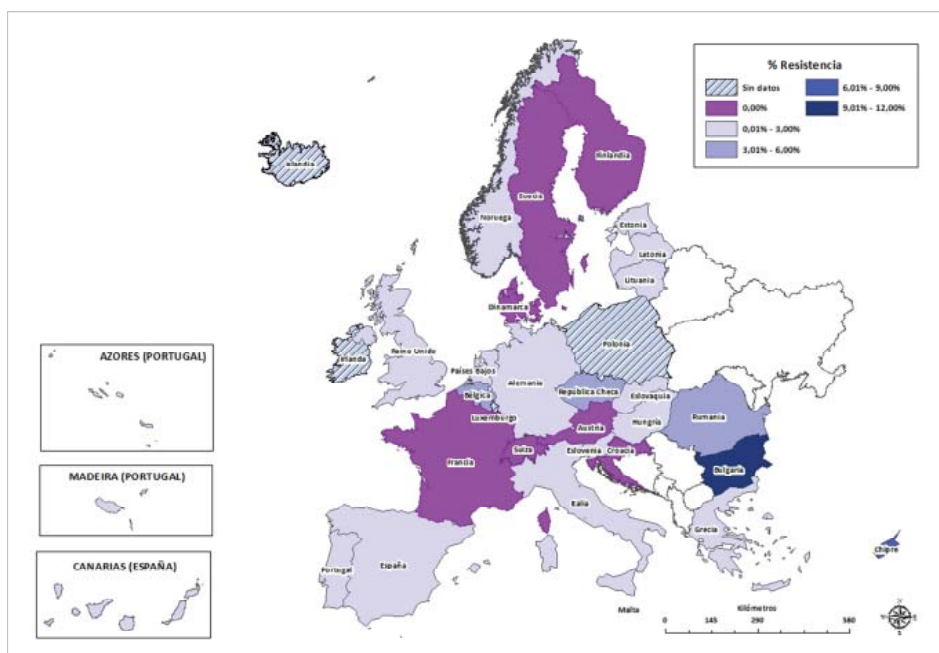 % Resistencia
Sin datos
0,00%
0,01% - 3,00%
3,01% - 6,00%
6,01% - 9,00%
9,01% - 12,00%
Islandia
Finlandia
Suecia
Noruega
Estonia
Letonia
Lituania
Dinamarca
Irlanda
Reino Unido
Países Bajos
Polonia
Alemania
Bélgica
República Checa
Luxemburgo
Eslovaquia
Austria
Hungría
Rumania
Francia
Suiza
Eslovenia
Croacia
Bulgaria
Italia
Grecia
Chipre
Portugal
España
Malta
AZORES (PORTUGAL)
MADEIRA (PORTUGAL)
CANARIAS (ESPAÑA)
Kilómetros
0 145 290 580